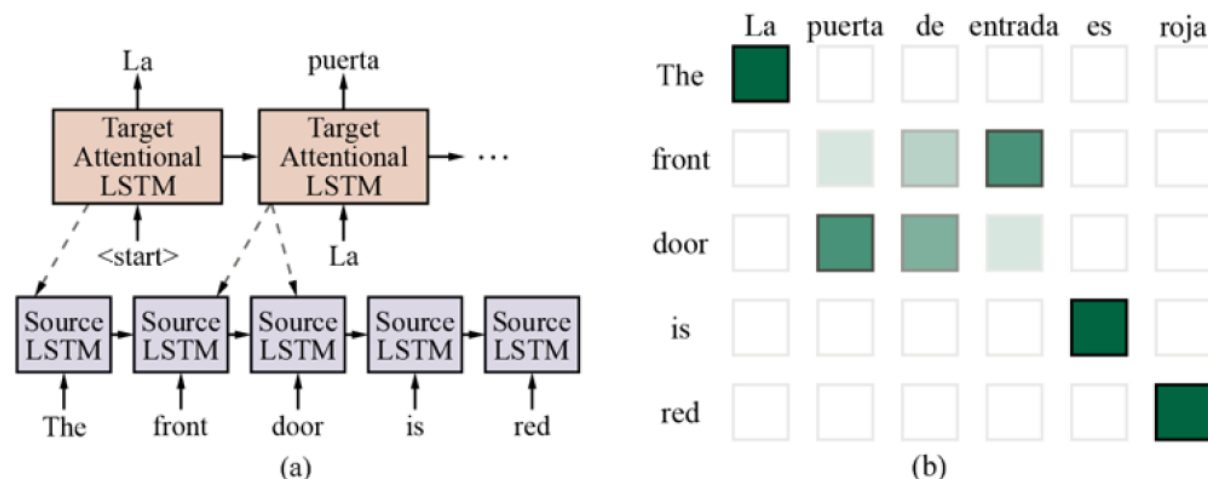 La
puerta
Target
Attentional
LSTM
Target
Attentional
LSTM
...
<start>
La
Source
LSTM
Source
LSTM
Source
LSTM
Source
LSTM
Source
LSTM
The front door is red
(a)
La puerta de entrada es roja
The
front
door
is
red
(b)